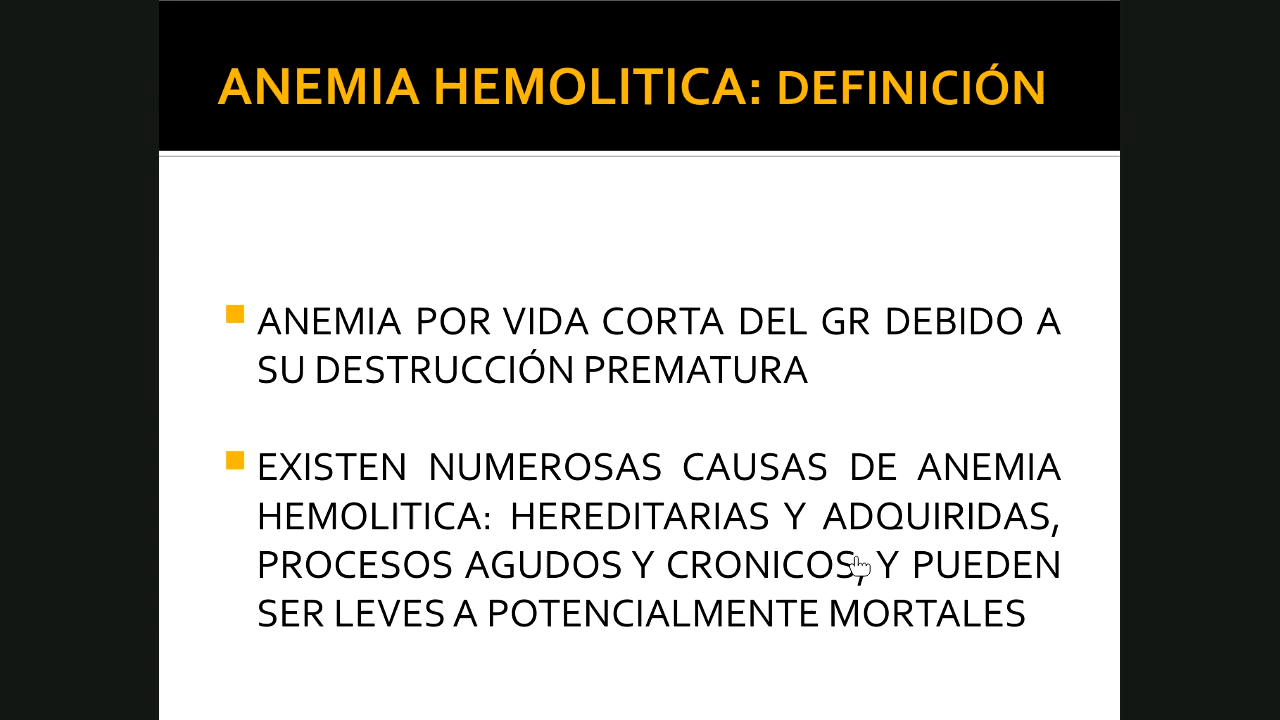 ANEMIA HEMOLITICA: DEFINICIÓN
ANEMIA POR VIDA CORTA DEL GR DEBIDO A
SU DESTRUCCIÓN PREMATURA
EXISTEN NUMEROSAS CAUSAS DE ANEMIA
HEMOLITICA: HEREDITARIAS Y ADQUIRIDAS,
PROCESOS AGUDOS Y CRONICOS, Y PUEDEN
SER LEVES A POTENCIALMENTE MORTALES